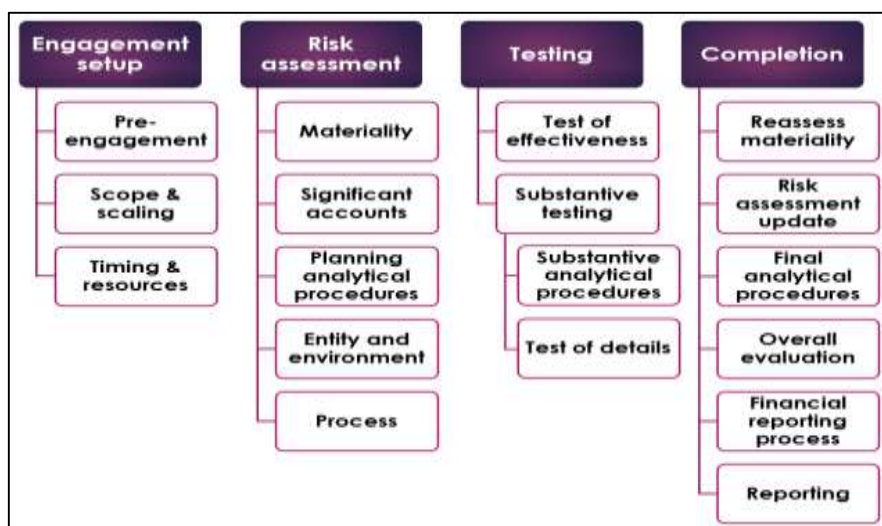 Engagement
setup
Pre-
engagement
Scope &
scaling
Timing &
resources
Risk
assessment
Materiality
Significant
accounts
Planning
analytical
procedures
Entity and
environment
Process
Testing
Test of
effectiveness
Substantive
testing
Substantive
analytical
procedures
Test of details
Completion
Reassess
materiality
Risk
assessment
update
Final
analytical
procedures
Overall
evaluation
Financial
reporting
process
Reporting